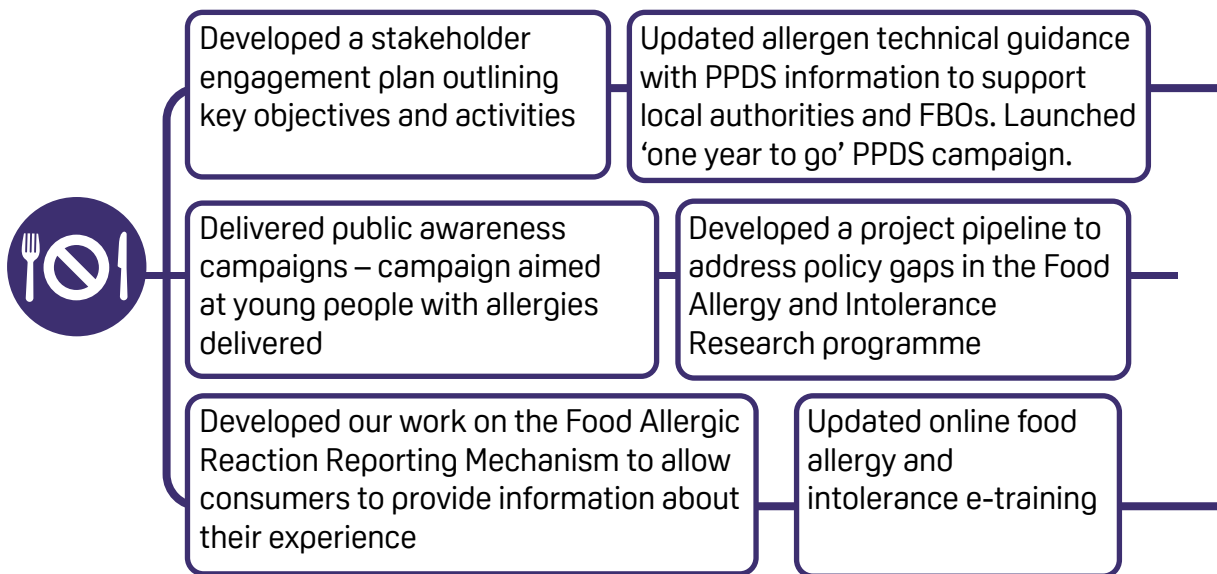 Developed a stakeholder
engagement plan outlining
key objectives and activities
Updated allergen technical guidance
with PPDS information to support
local authorities and FBOs. Launched
‘one year to go’ PPDS campaign.
Delivered public awareness
campaigns – campaign aimed
at young people with allergies
delivered
Developed a project pipeline to
address policy gaps in the Food
Allergy and Intolerance
Research programme
Developed our work on the Food Allergic
Reaction Reporting Mechanism to allow
consumers to provide information about
their experience
Updated online food
allergy and
intolerance e-training